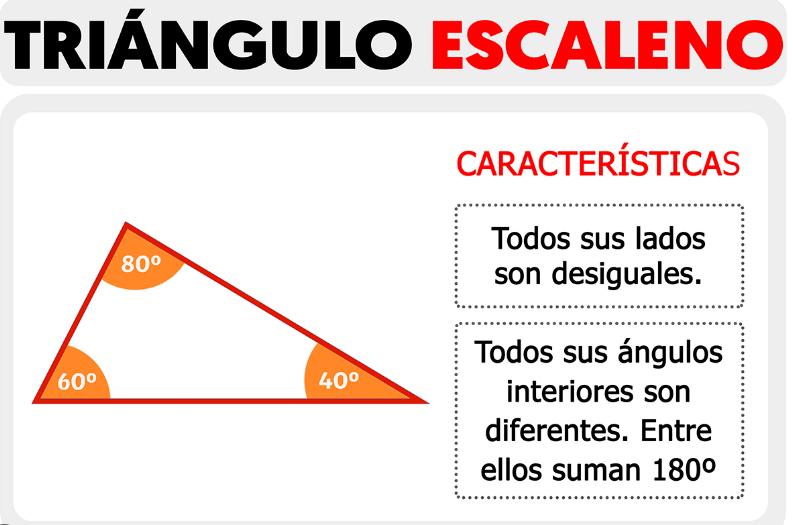 TRIÁNGULO ESCALENO
CARACTERÍSTICAS
Todos sus lados
son desiguales.
80º
60º
40º
Todos sus ángulos
interiores son
diferentes. Entre
ellos suman 180º